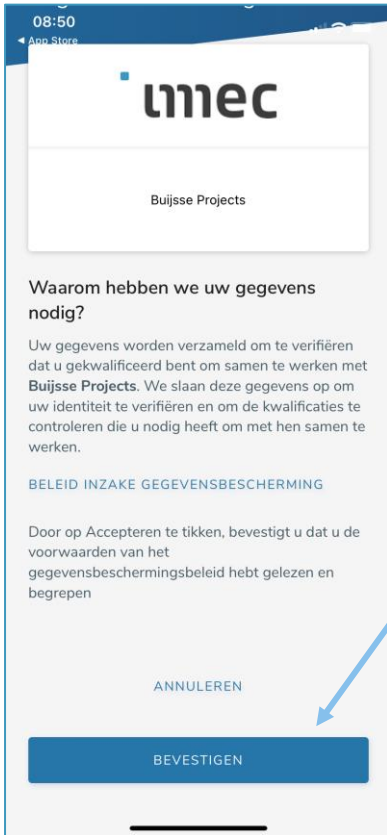 08:50
◀ App Store
imec
Buijsse Projects
Waarom hebben we uw gegevens
nodig?
Uw gegevens worden verzameld om te verifiëren
dat u gekwalificeerd bent om samen te werken met
Buijsse Projects. We slaan deze gegevens op om
uw identiteit te verifiëren en om de kwalificaties te
controleren die u nodig heeft om met hen samen te
werken.
BELEID INZAKE GEGEVENSBESCHERMING
Door op Accepteren te tikken, bevestigt u dat u de
voorwaarden van het
gegevensbeschermingsbeleid hebt gelezen en
begrepen
ANNULEREN
BEVESTIGEN